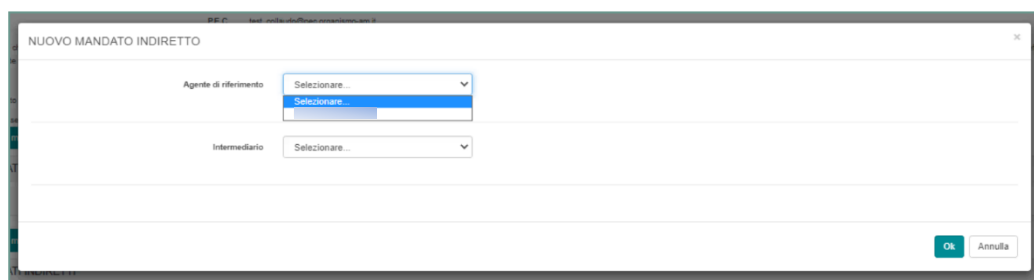 P.E.C.
NUOVO MANDATO INDIRETTO
×
Agente di riferimento
Selezionare...
Selezionare...
Intermediario
Selezionare...
Ok
Annulla